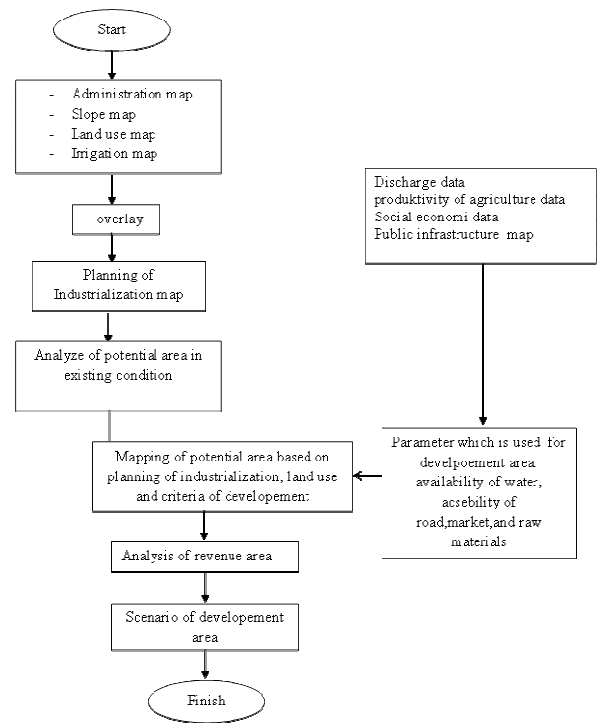 Start
- Administration map
- Slope map
- Land use map
- Irrigation map
overlay
Planning of
Industrialization map
Analyze of potential area in
existing condition
Discharge data
produktivity of agriculture data
Social economi data
Public infrastructure map
Parameter which is used for
develpoement area
availability of water,
acsebility of
road,market,and raw
materials
Mapping of potential area based on
planning of industrialization, land use
and criteria of developement
Analysis of revenue area
Scenario of developement
area
Finish